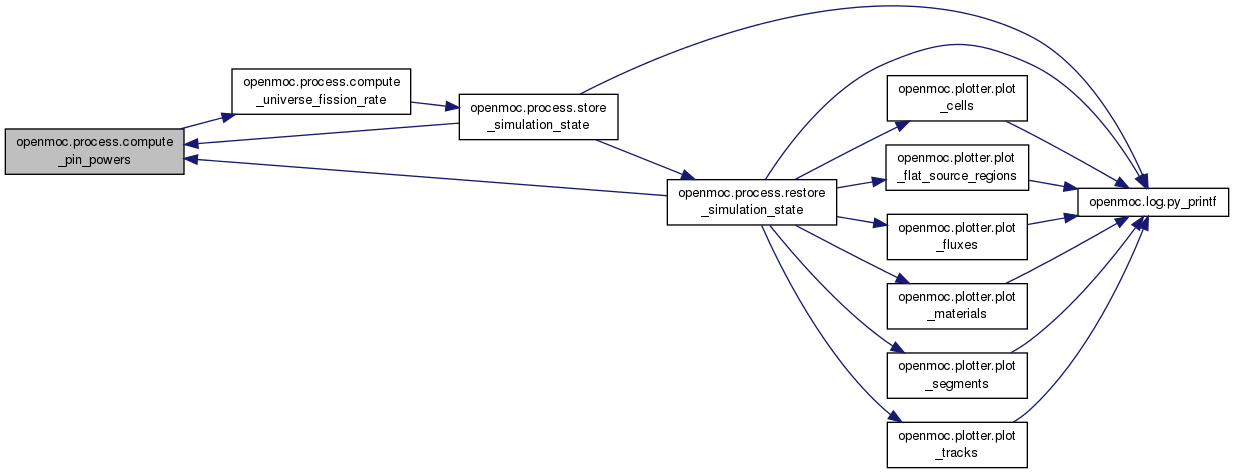 openmoc.process.compute
_pin_powers
openmoc.process.compute
_universe_fission_rate
openmoc.process.store
_simulation_state
openmoc.process.restore
_simulation_state
openmoc.plotter.plot
_cells
openmoc.plotter.plot
_flat_source_regions
openmoc.plotter.plot
_fluxes
openmoc.plotter.plot
_materials
openmoc.plotter.plot
_segments
openmoc.plotter.plot
_tracks
openmoc.log.py_printf